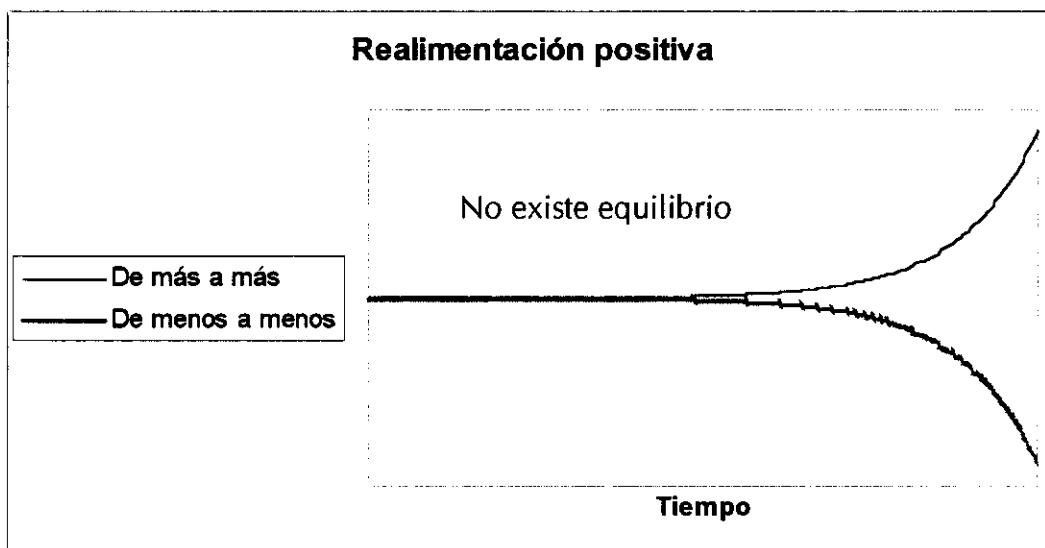 Realimentación positiva
No existe equilibrio
De más a más
De menos a menos
Tiempo